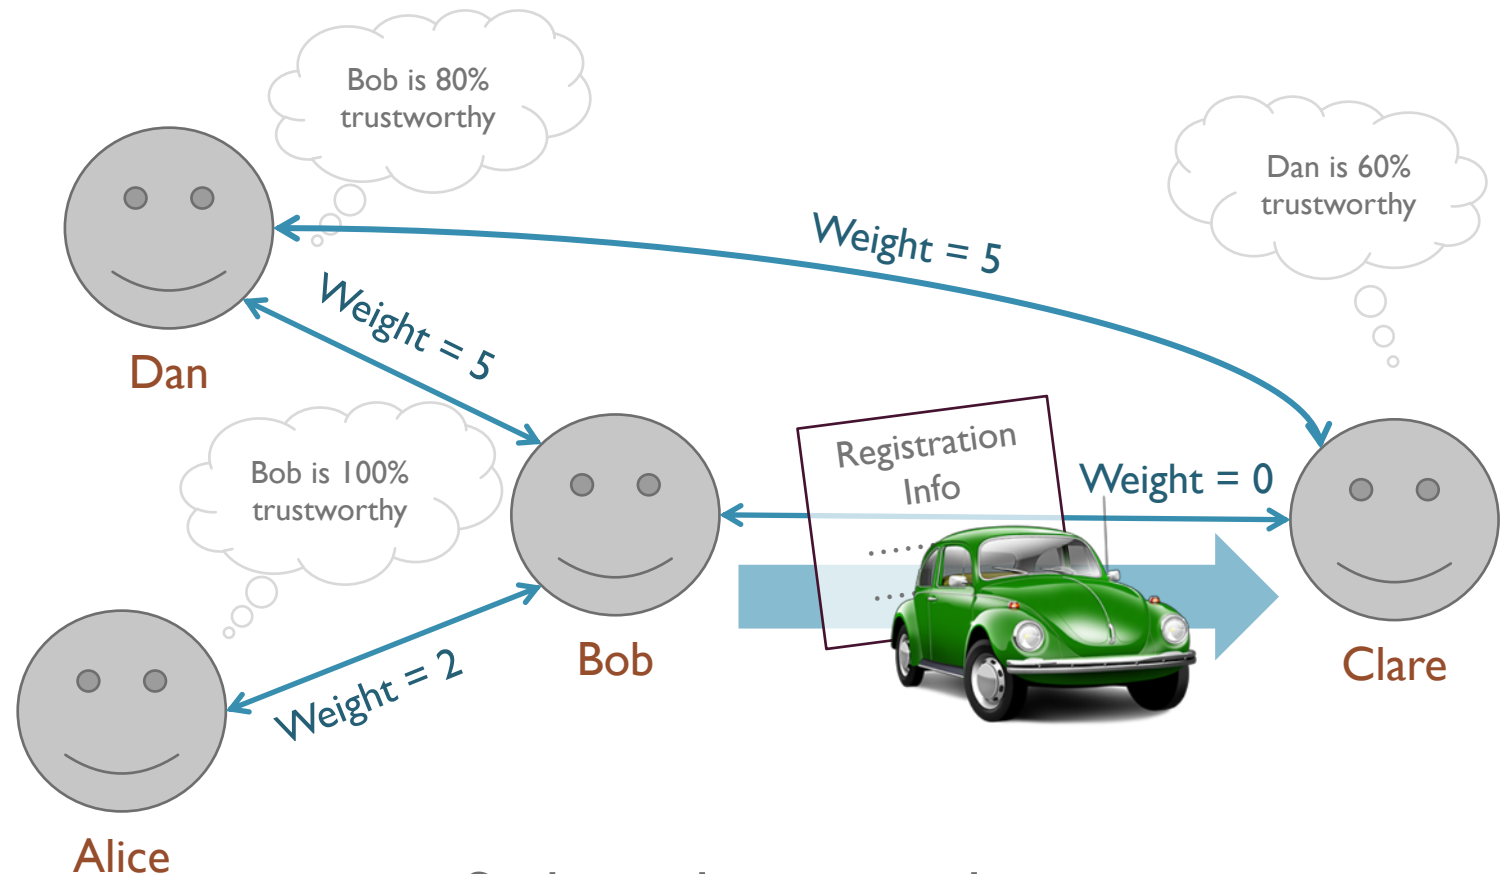 Bob is 80%
trustworthy
Dan is 60%
trustworthy
Weight = 5
Weight = 5
Dan
Bob is 100%
trustworthy
Registration
Info
Weight = 0
......
.....
Bob
Clare
Weight = 2
Alice